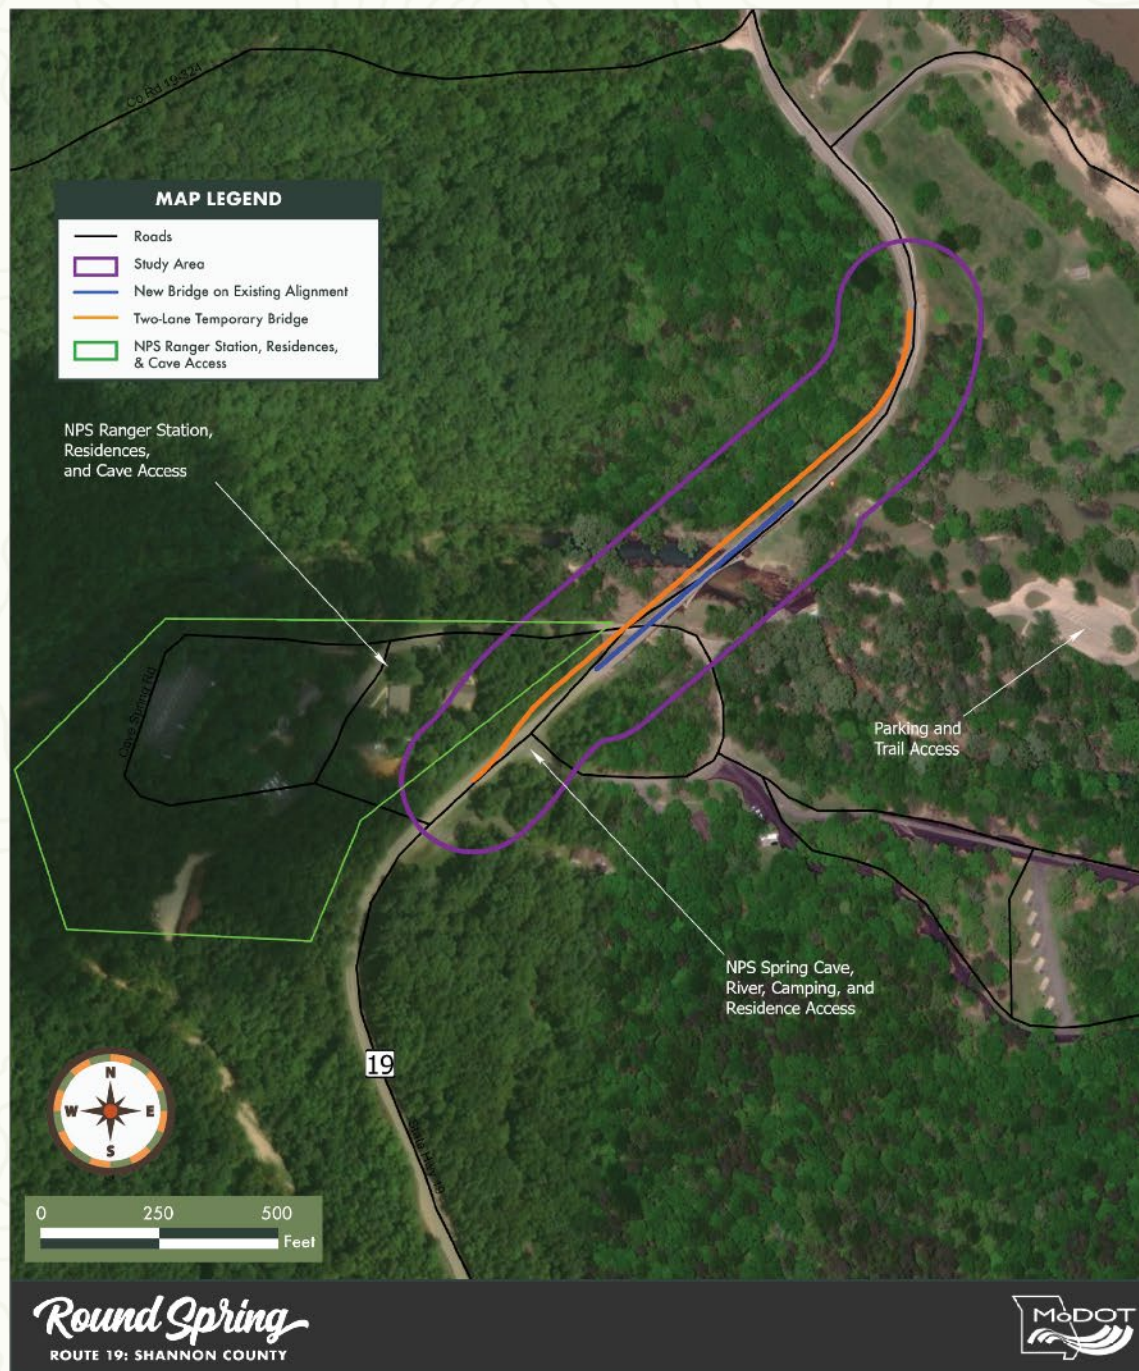 Co Rd 19-324
MAP LEGEND
Roads
Study Area
New Bridge on Existing Alignment
Two-Lane Temporary Bridge
NPS Ranger Station, Residences,
& Cave Access
NPS Ranger Station,
Residences,
and Cave Access
Parking and
Trail Access
NPS Spring Cave,
River, Camping, and
Residence Access
19
State Hwy 19
N
W
E
S
0 250 500
Feet
Round Spring
ROUTE 19: SHANNON COUNTY
MODOT